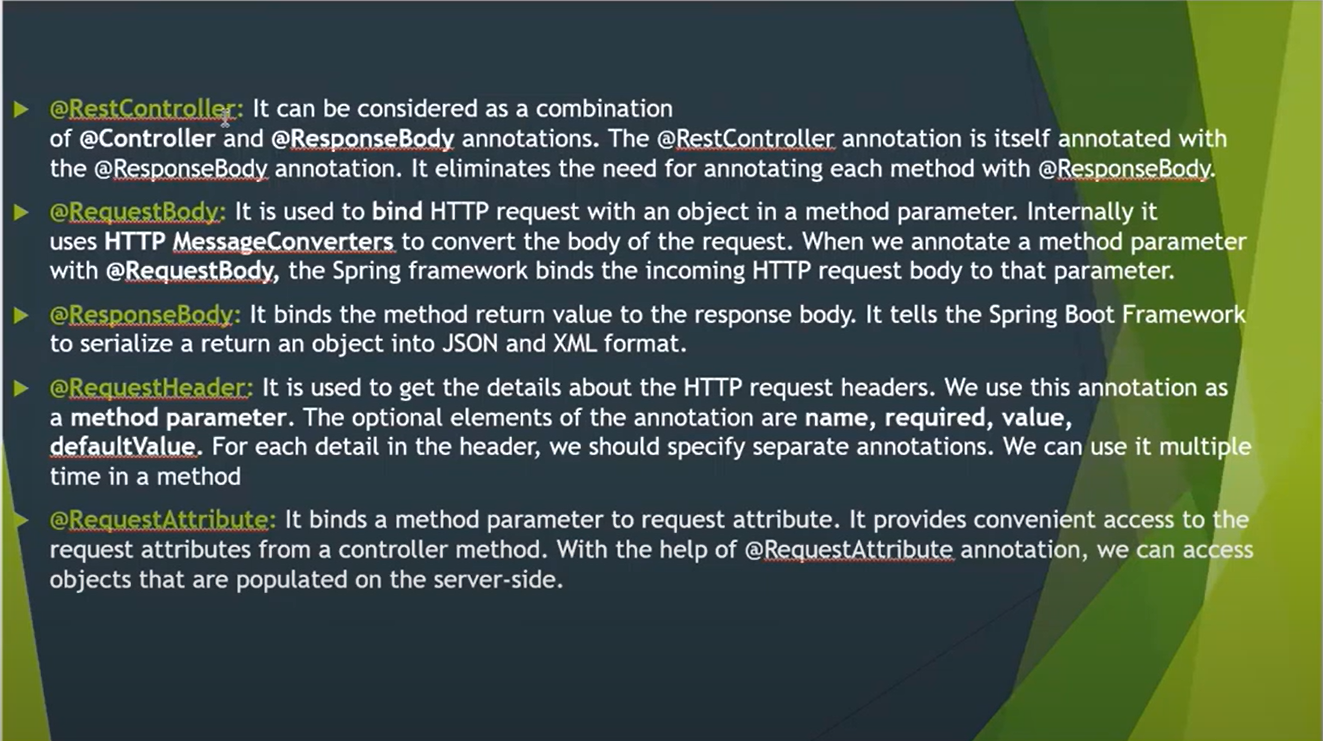 @RestController: It can be considered as a combination
of @Controller and @ResponseBody annotations. The @RestController annotation is itself annotated with
the @ResponseBody annotation. It eliminates the need for annotating each method with @ResponseBody.
@RequestBody: It is used to bind HTTP request with an object in a method parameter. Internally it
uses HTTP MessageConverters to convert the body of the request. When we annotate a method parameter
with @RequestBody, the Spring framework binds the incoming HTTP request body to that parameter.
@ResponseBody: It binds the method return value to the response body. It tells the Spring Boot Framework
to serialize a return an object into JSON and XML format.
@RequestHeader: It is used to get the details about the HTTP request headers. We use this annotation as
a method parameter. The optional elements of the annotation are name, required, value,
defaultValue. For each detail in the header, we should specify separate annotations. We can use it multiple
time in a method
@RequestAttribute: It binds a method parameter to request attribute. It provides convenient access to the
request attributes from a controller method. With the help of @RequestAttribute annotation, we can access
objects that are populated on the server-side.